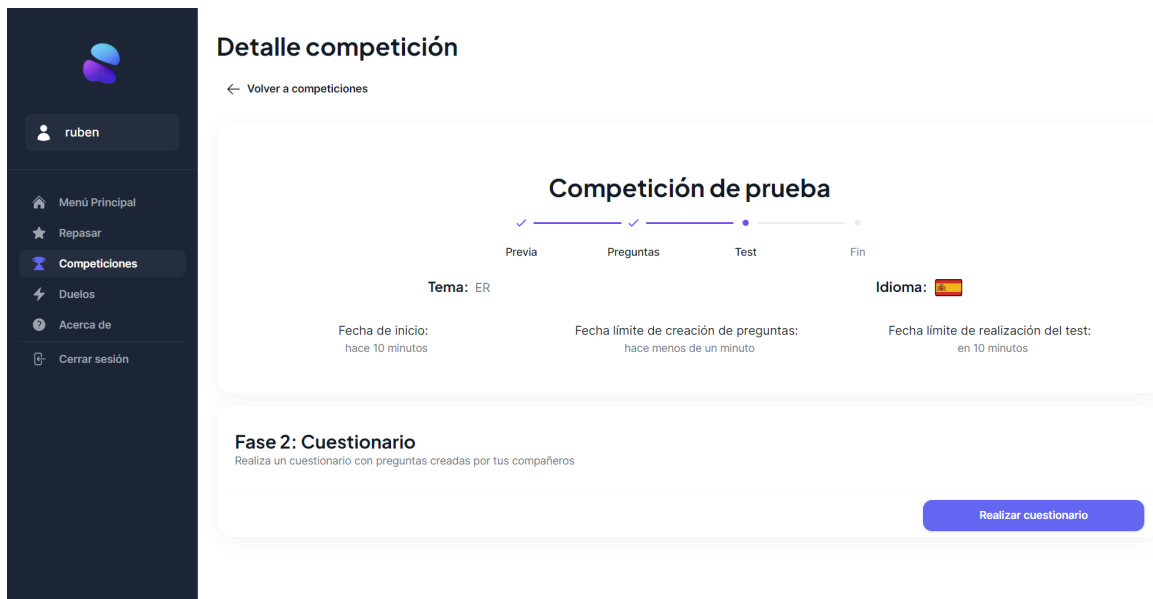 Detalle competición
Volver a competiciones
ruben
Menú Principal
Repasar
Competiciones
Duelos
Acerca de
Cerrar sesión
Competición de prueba
Previa Preguntas Test Fin
Tema: ER Idioma:
Fecha de inicio: Fecha límite de creación de preguntas: Fecha límite de realización del test:
hace 10 minutos hace menos de un minuto en 10 minutos
Fase 2: Cuestionario
Realiza un cuestionario con preguntas creadas por tus compañeros
Realizar cuestionario